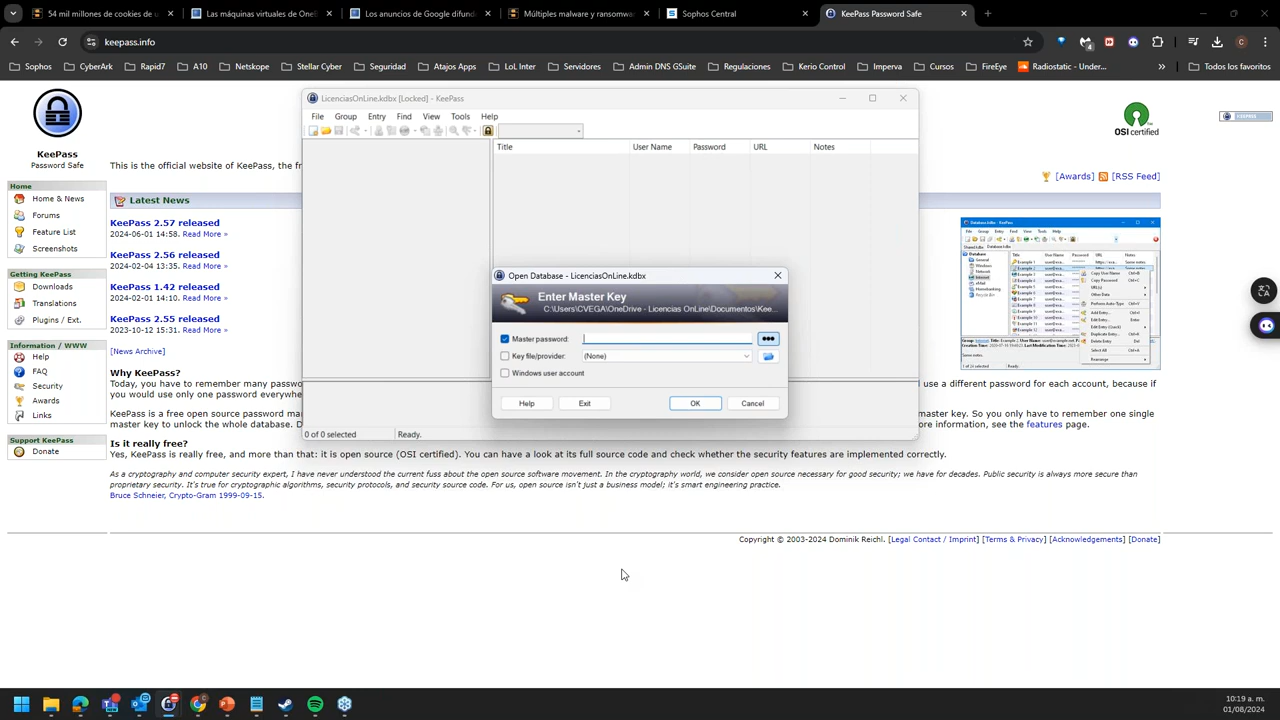 54 mil millones de cookies de u
Las máquinas virtuales de OneB
Los anuncios de Google difund
Múltiples malware y ransomwa
Sophos Central
KeePass Password Safe
keepass.info
Sophos
CyberArk
Rapid7
A10
Netskope
Stellar Cyber
Seguridad
Atajos Apps
LoL Inter
Servidores
Admin DNS GSuite
Regulaciones
Kerio Control
Imperva
Cursos
FireEye
Radiostatic - Under...
Todos los favoritos
KeePass
Password Safe
Home
Home & News
Forums
Feature List
Screenshots
Getting KeePass
Downloads
Translations
Plugins / Ext.
Information / WWW
Help
FAQ
Security
Awards
Links
Support KeePass
Donate
This is the official website of KeePass, the fr
OSI certified
[Awards] [RSS Feed]
Latest News
KeePass 2.57 released
2024-06-01 14:58. Read More »
KeePass 2.56 released
2024-02-04 13:35. Read More »
KeePass 1.42 released
2024-02-01 14:10. Read More »
KeePass 2.55 released
2023-10-12 15:31. Read More »
[News Archive]
Why KeePass?
Today, you have to remember many passwo
use a different password for each account, because if
you would use only one password everywhe
KeePass is a free open source password ma
master key. So you only have to remember one single
master key to unlock the whole database. D
ore information, see the features page.
Is it really free?
Yes, KeePass is really free, and more than that: it is open source (OSI certified). You can have a look at its full source code and check whether the security features are implemented correctly.
As a cryptography and computer security expert, I have never understood the current fuss about the open source software movement. In the cryptography world, we consider open source necessary for good security; we have for decades. Public security is always more secure than
proprietary security. It's true for cryptographic algorithms, security protocols, and security source code. For us, open source isn't just a business model; it's smart engineering practice.
Bruce Schneier, Crypto-Gram 1999-09-15.
Copyright © 2003-2024 Dominik Reichl. [Legal Contact / Imprint] [Terms & Privacy] [Acknowledgements] [Donate]
LicenciasOnLine.kdbx [Locked] - KeePass
File Group Entry Find View Tools Help
Title User Name Password URL Notes
0 of 0 selected Ready.
Open Database - LicenciasOnLine.kdbx
Enter Master Key
Master password:
Key file/provider: (None)
Windows user account
Help Exit OK Cancel
10:19 a. m.
01/08/2024